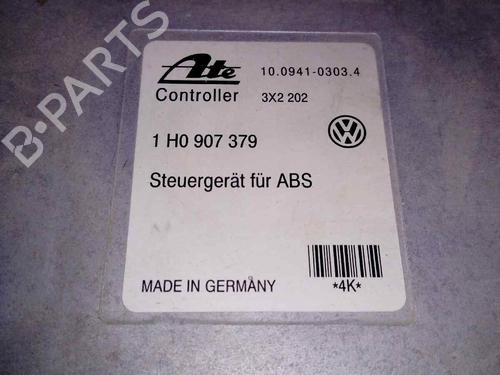 B-PARTS
Ate
10.0941-0303.4
Controller 3X2 202
1 H0 907 379
VW
Steuergerät für ABS
MADE IN GERMANY
*4K*